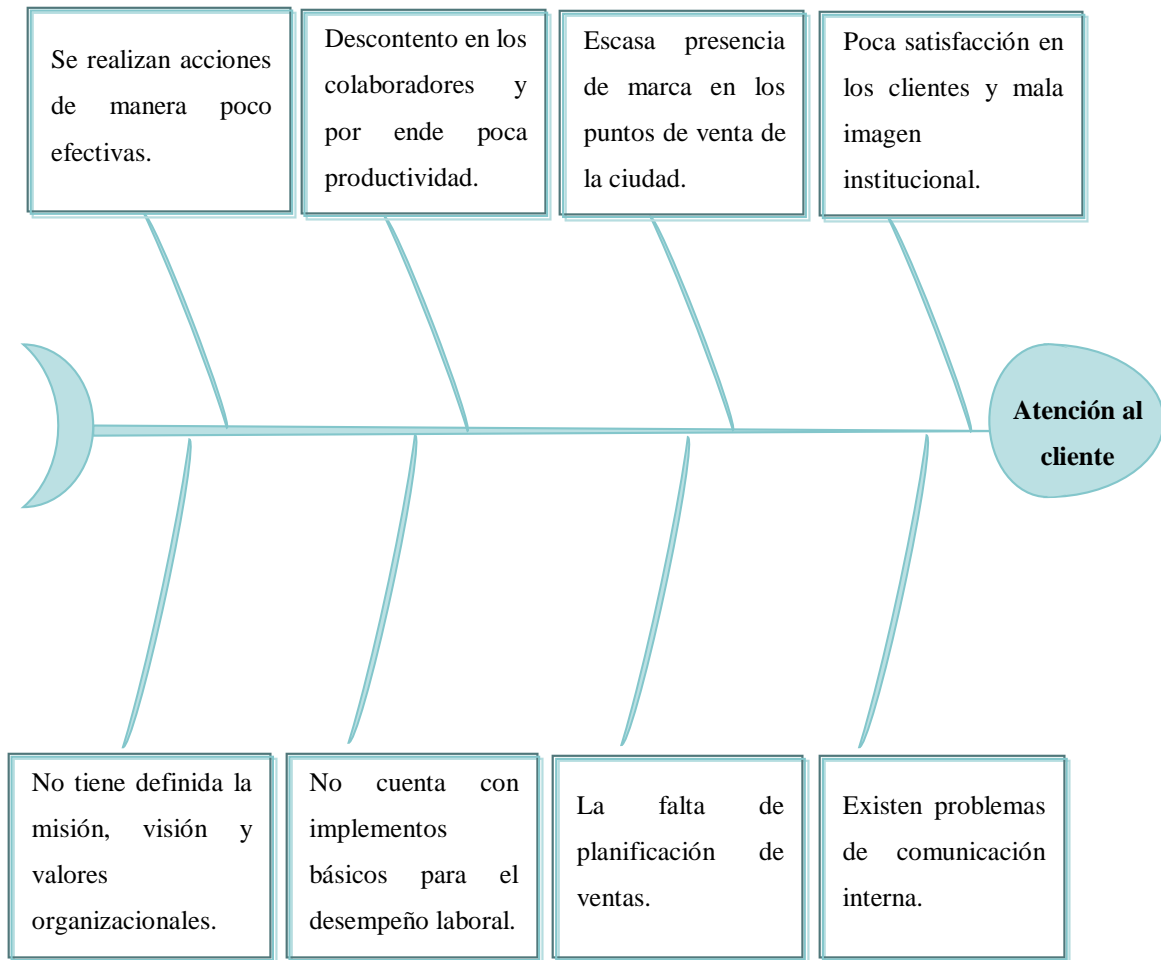 Se realizan acciones
de manera poco
efectivas.
Descontento en los
colaboradores y
por ende poca
productividad.
Escasa presencia
de marca en los
puntos de venta de
la ciudad.
Poca satisfacción en
los clientes y mala
imagen
institucional.
Atención al
cliente
No tiene definida la
misión, visión y
valores
organizacionales.
No cuenta con
implementos
básicos para el
desempeño laboral.
La falta de
planificación de
ventas.
Existen problemas
de comunicación
interna.